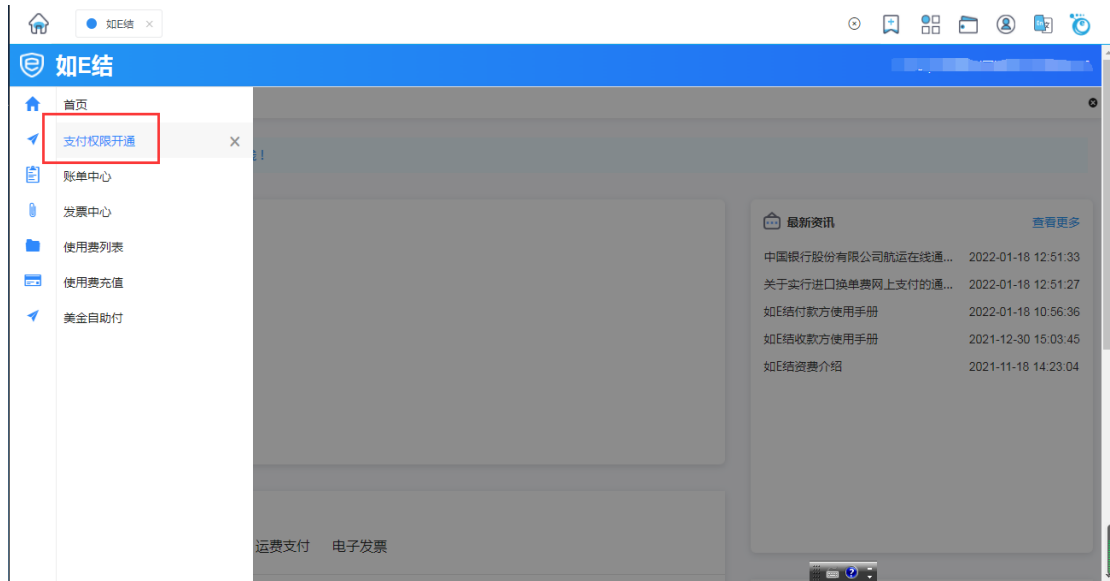 如E结
如E结
首页
支付权限开通
！
账单中心
发票中心
使用费列表
使用费充值
美金自助付
最新资讯 查看更多
中国银行股份有限公司航运在线通... 2022-01-18 12:51:33
关于实行进口换单费网上支付的通... 2022-01-18 12:51:27
如E结付款方使用手册 2022-01-18 10:56:36
如E结收款方使用手册 2021-12-30 15:03:45
如E结资费介绍 2021-11-18 14:23:04
运费支付 电子发票